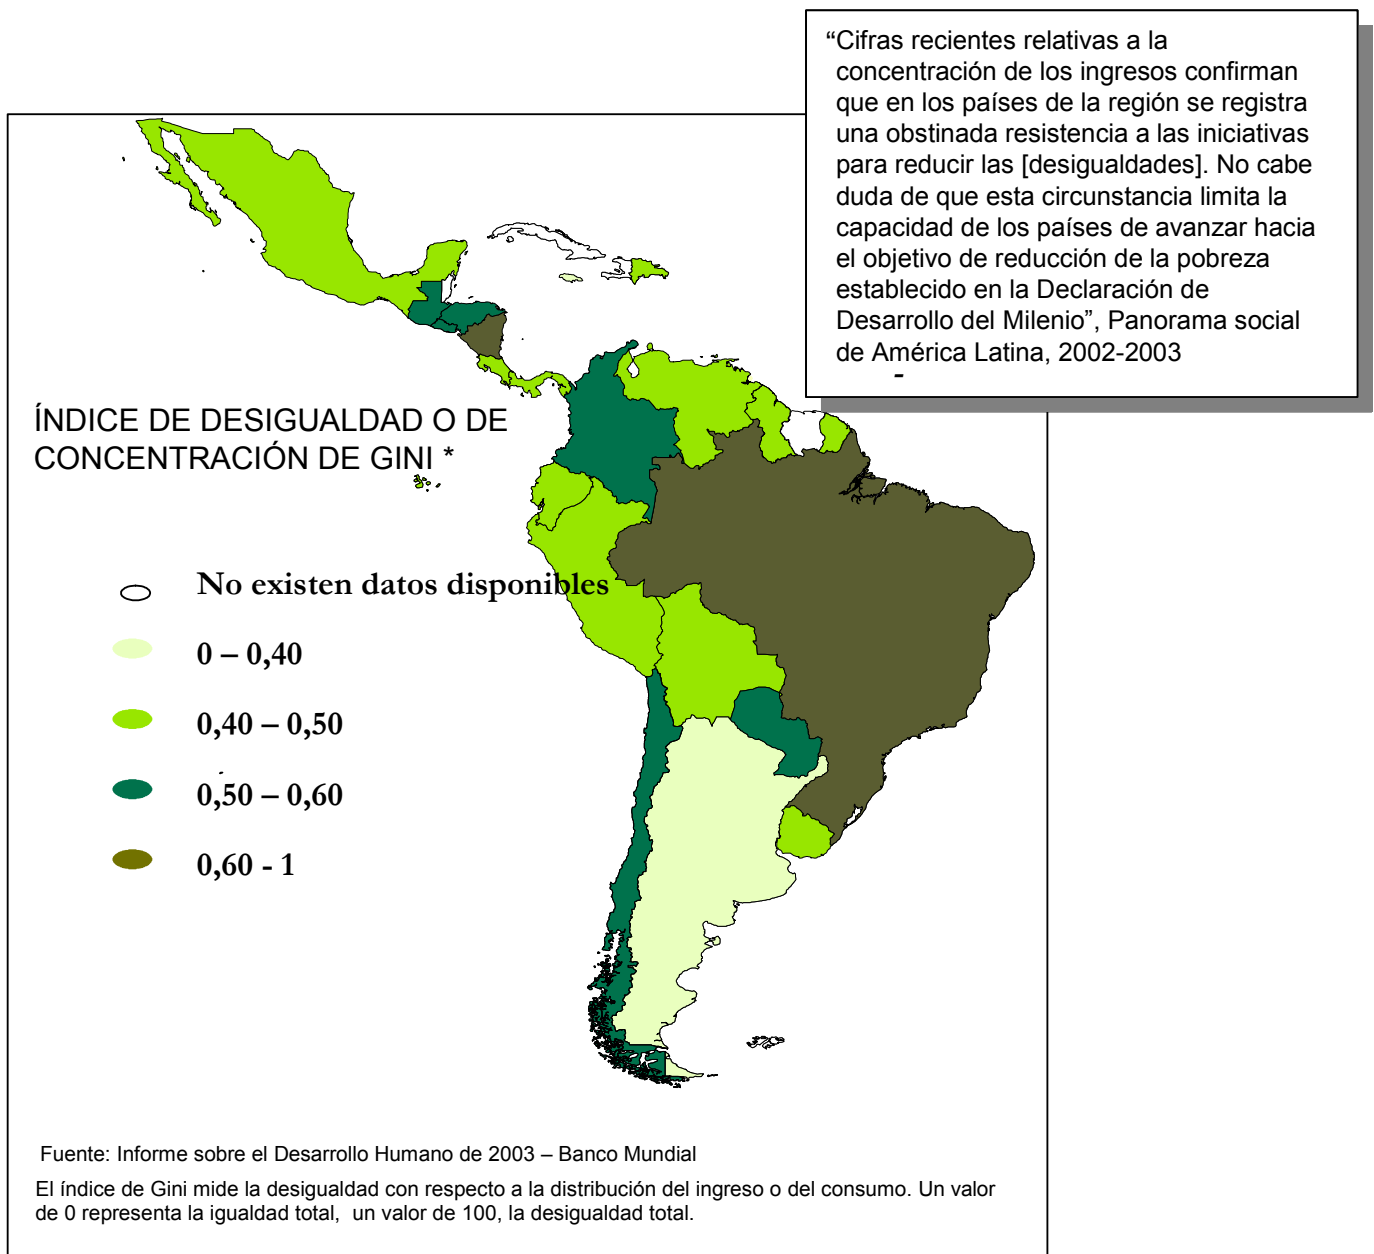 “Cifras recientes relativas a la
concentración de los ingresos confirman
que en los países de la región se registra
una obstinada resistencia a las iniciativas
para reducir las [desigualdades]. No cabe
duda de que esta circunstancia limita la
capacidad de los países de avanzar hacia
el objetivo de reducción de la pobreza
establecido en la Declaración de
Desarrollo del Milenio”, Panorama social
de América Latina, 2002-2003
ÍNDICE DE DESIGUALDAD O DE
CONCENTRACIÓN DE GINI *
No existen datos disponibles
0 – 0,40
0,40 – 0,50
0,50 – 0,60
0,60 - 1
Fuente: Informe sobre el Desarrollo Humano de 2003 – Banco Mundial
El índice de Gini mide la desigualdad con respecto a la distribución del ingreso o del consumo. Un valor
de 0 representa la igualdad total, un valor de 100, la desigualdad total.